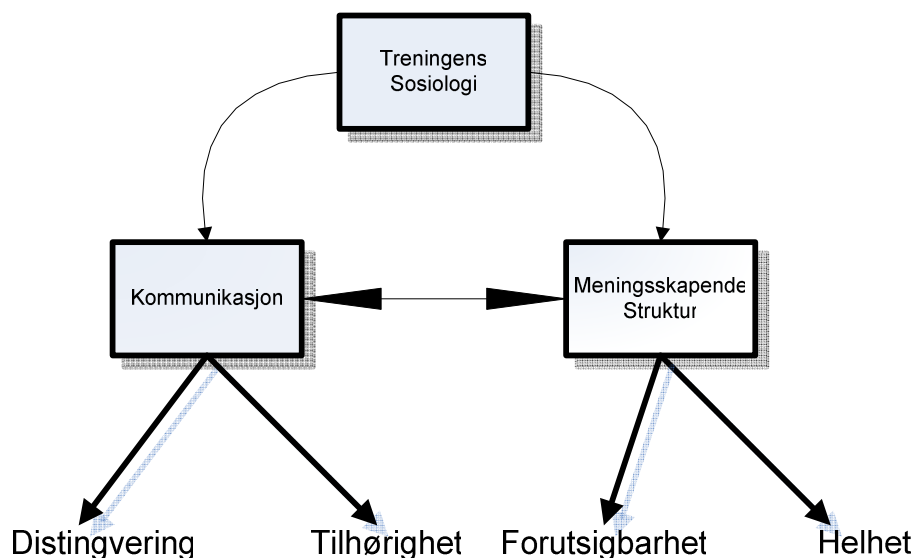 Treningens
Sosiologi
Kommunikasjon
Meningsskapende
Struktur
Distingvering
Tilhørighet
Forutsigbarhet
Helhet